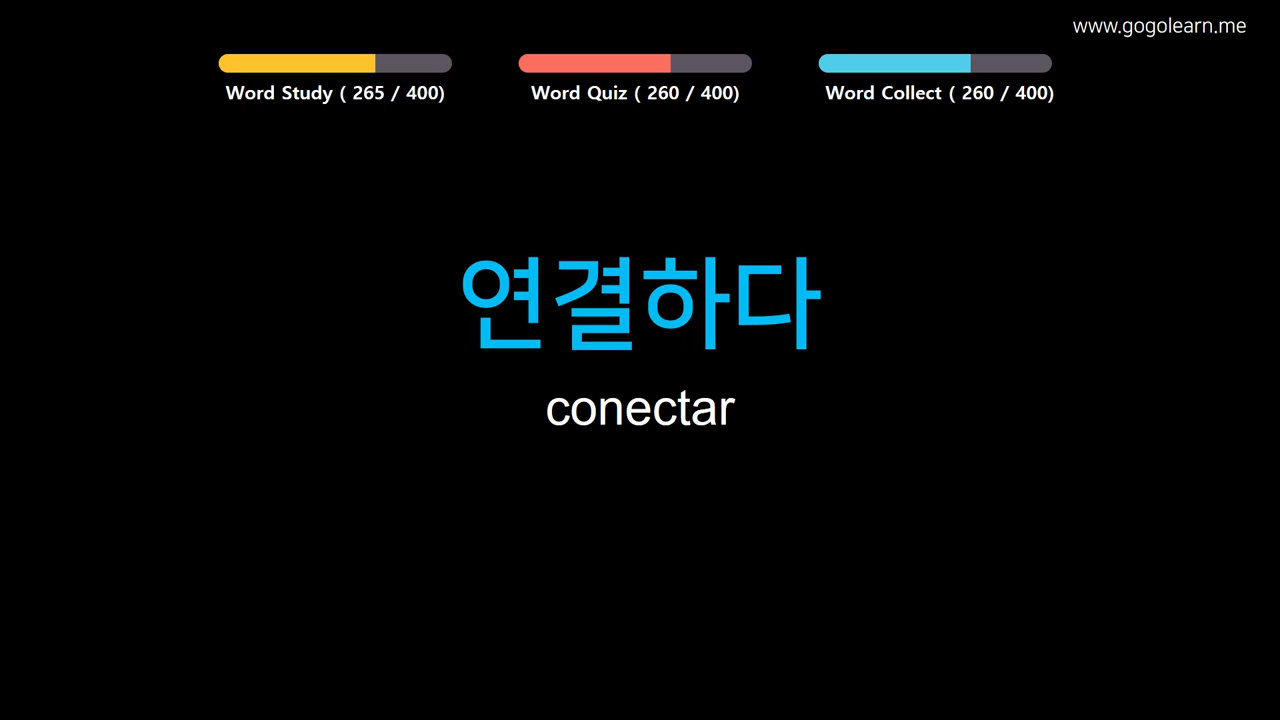 www.gogolearn.me
Word Study ( 265 / 400)
Word Quiz ( 260 / 400)
Word Collect ( 260 / 400)
연결하다
conectar